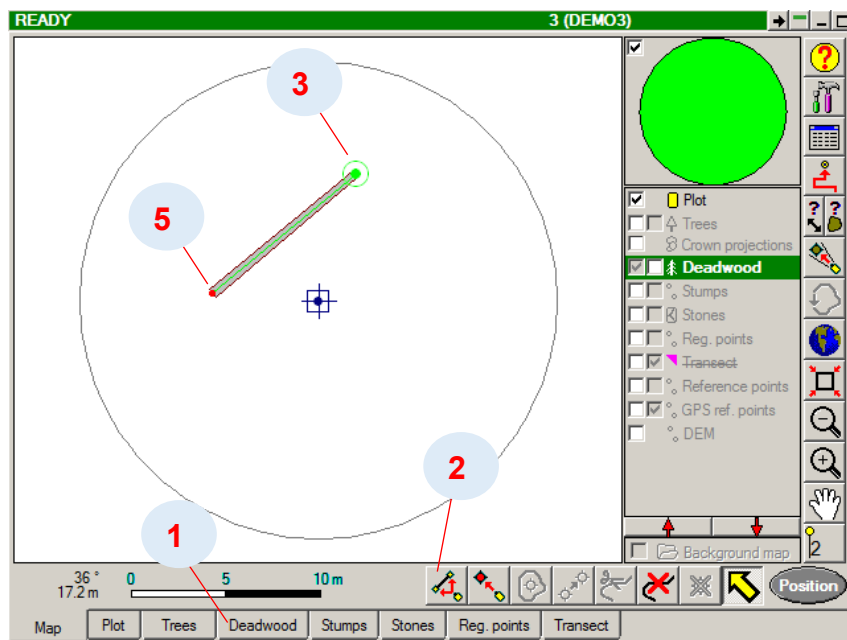 READY 3 (DEMO3)
3
5
2
1
?
? ?
Plot
Trees
Crown projections
Deadwood
Stumps
Stones
Reg. points
Transect
Reference points
GPS ref. points
DEM
Background map
2
36 °
17.2 m
0 5 10 m
Position
Map Plot Trees Deadwood Stumps Stones Reg. points Transect